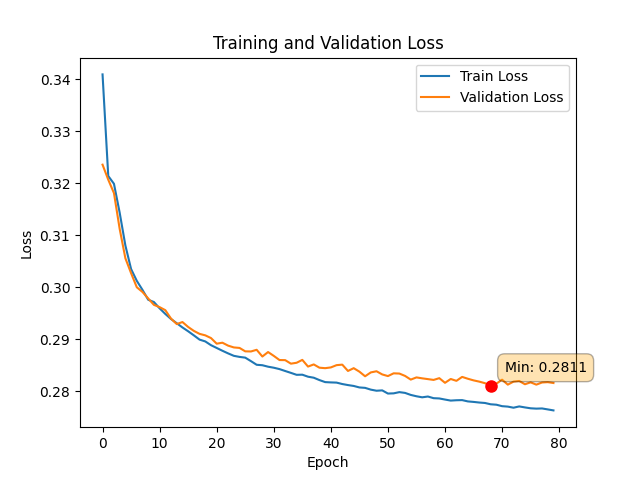 Training and Validation Loss
Train Loss
Validation Loss
0.34
0.33
0.32
0.31
0.30
0.29
0.28
Loss
Min: 0.2811
0 10 20 30 40 50 60 70 80
Epoch